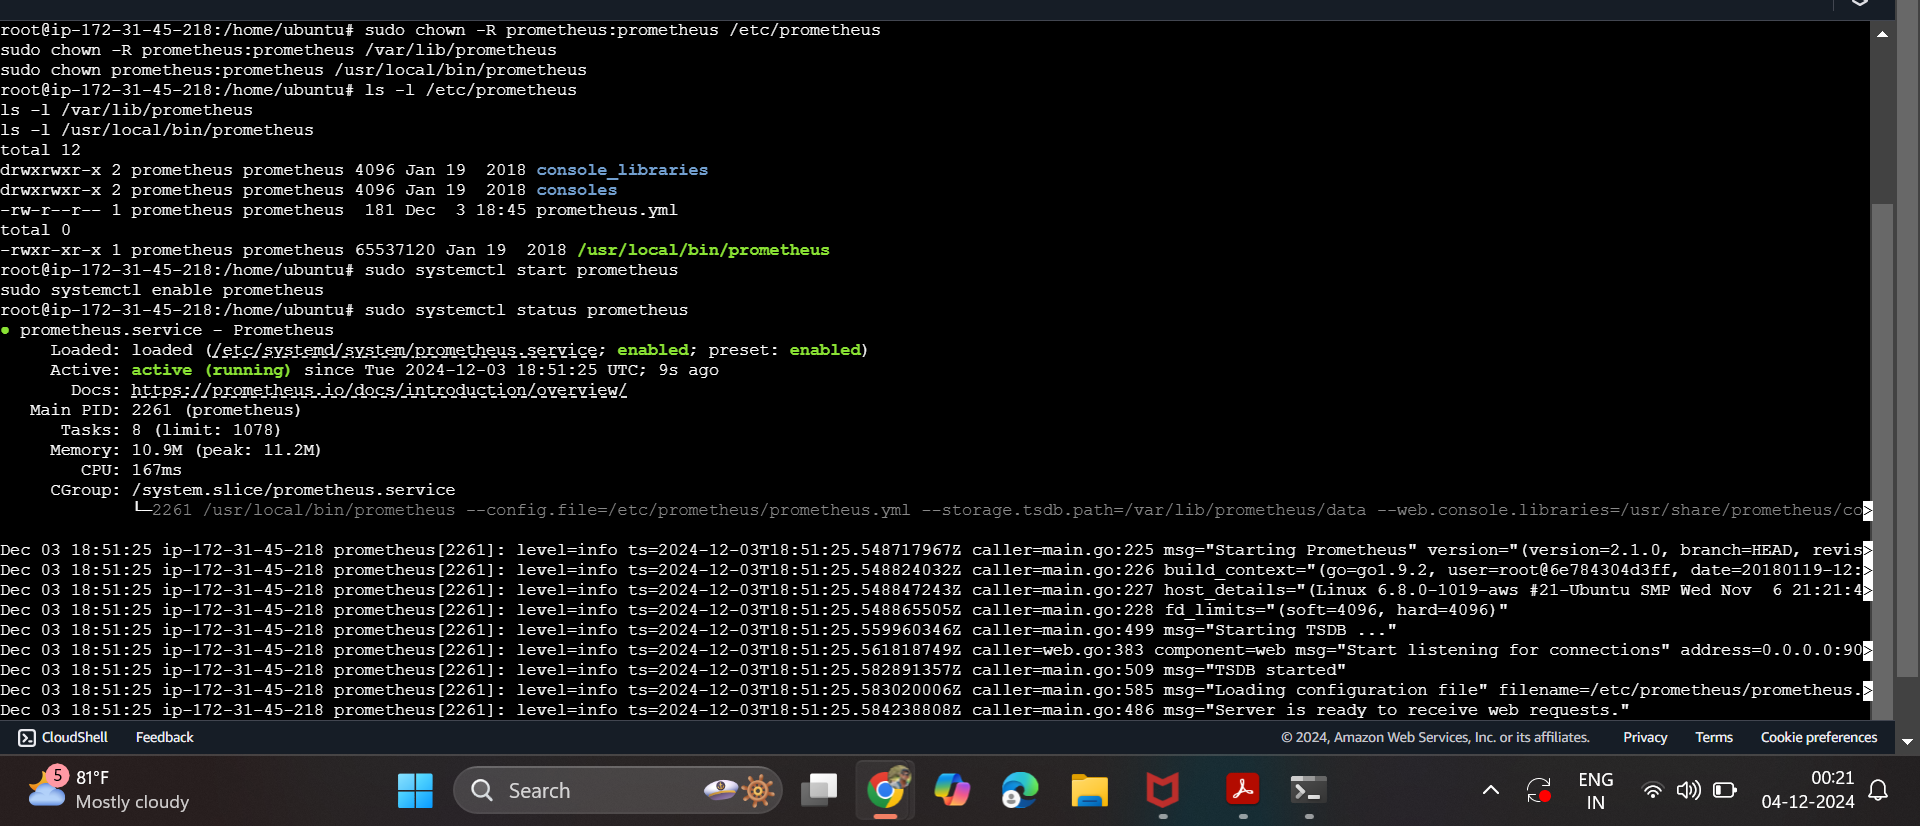 root@ip-172-31-45-218:/home/ubuntu# sudo chown -R prometheus:prometheus /etc/prometheus
sudo chown -R prometheus:prometheus /var/lib/prometheus
sudo chown prometheus:prometheus /usr/local/bin/prometheus
root@ip-172-31-45-218:/home/ubuntu# ls -l /etc/prometheus
ls -l /var/lib/prometheus
ls -l /usr/local/bin/prometheus
total 12
drwxrwxr-x 2 prometheus prometheus 4096 Jan 19  2018 console_libraries
drwxrwxr-x 2 prometheus prometheus 4096 Jan 19  2018 consoles
-rw-r--r-- 1 prometheus prometheus  181 Dec  3 18:45 prometheus.yml
total 0
-rwxr-xr-x 1 prometheus prometheus 65537120 Jan 19  2018 /usr/local/bin/prometheus
root@ip-172-31-45-218:/home/ubuntu# sudo systemctl start prometheus
sudo systemctl enable prometheus
root@ip-172-31-45-218:/home/ubuntu# sudo systemctl status prometheus
● prometheus.service - Prometheus
     Loaded: loaded (/etc/systemd/system/prometheus.service; enabled; preset: enabled)
     Active: active (running) since Tue 2024-12-03 18:51:25 UTC; 9s ago
       Docs: https://prometheus.io/docs/introduction/overview/
   Main PID: 2261 (prometheus)
      Tasks: 8 (limit: 1078)
     Memory: 10.9M (peak: 11.2M)
        CPU: 167ms
     CGroup: /system.slice/prometheus.service
             └─2261 /usr/local/bin/prometheus --config.file=/etc/prometheus/prometheus.yml --storage.tsdb.path=/var/lib/prometheus/data --web.console.libraries=/usr/share/prometheus/co>
Dec 03 18:51:25 ip-172-31-45-218 prometheus[2261]: level=info ts=2024-12-03T18:51:25.548717967Z caller=main.go:225 msg="Starting Prometheus" version="(version=2.1.0, branch=HEAD, revis>
Dec 03 18:51:25 ip-172-31-45-218 prometheus[2261]: level=info ts=2024-12-03T18:51:25.548824032Z caller=main.go:226 build_context="(go=go1.9.2, user=root@6e784304d3ff, date=20180119-12:>
Dec 03 18:51:25 ip-172-31-45-218 prometheus[2261]: level=info ts=2024-12-03T18:51:25.548847243Z caller=main.go:227 host_details="(Linux 6.8.0-1019-aws #21-Ubuntu SMP Wed Nov  6 21:21:4>
Dec 03 18:51:25 ip-172-31-45-218 prometheus[2261]: level=info ts=2024-12-03T18:51:25.548865505Z caller=main.go:228 fd_limits="(soft=4096, hard=4096)"
Dec 03 18:51:25 ip-172-31-45-218 prometheus[2261]: level=info ts=2024-12-03T18:51:25.559960346Z caller=main.go:499 msg="Starting TSDB ..."
Dec 03 18:51:25 ip-172-31-45-218 prometheus[2261]: level=info ts=2024-12-03T18:51:25.561818749Z caller=web.go:383 component=web msg="Start listening for connections" address=0.0.0.0:90>
Dec 03 18:51:25 ip-172-31-45-218 prometheus[2261]: level=info ts=2024-12-03T18:51:25.582891357Z caller=main.go:509 msg="TSDB started"
Dec 03 18:51:25 ip-172-31-45-218 prometheus[2261]: level=info ts=2024-12-03T18:51:25.583020006Z caller=main.go:585 msg="Loading configuration file" filename=/etc/prometheus/prometheus.>
Dec 03 18:51:25 ip-172-31-45-218 prometheus[2261]: level=info ts=2024-12-03T18:51:25.584238808Z caller=main.go:486 msg="Server is ready to receive web requests."
CloudShell Feedback © 2024, Amazon Web Services, Inc. or its affiliates. Privacy Terms Cookie preferences
5 81°F
Mostly cloudy
Search
ENG
IN
00:21
04-12-2024